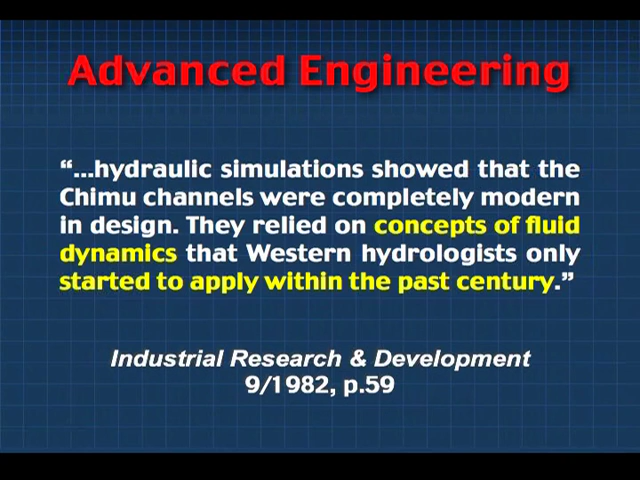 Advanced Engineering
“...hydraulic simulations showed that the
Chimu channels were completely modern
in design. They relied on concepts of fluid
dynamics that Western hydrologists only
started to apply within the past century.”
Industrial Research & Development
9/1982, p.59